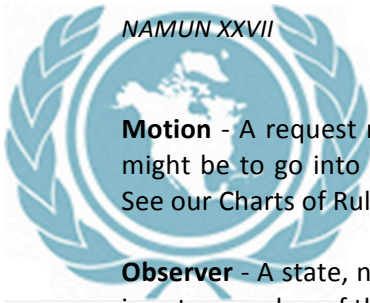 NAMUN XXVII
Motion - A request
might be to go into
See our Charts of Rul
Observer - A state, n